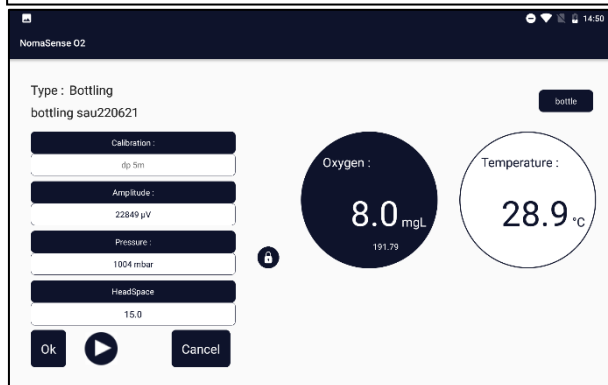 14:50
NomaSense O2
Type : Bottling
bottling sau220621
bottle
Calibration :
dp 5m
Amplitude :
22849 µV
Pressure :
1004 mbar
HeadSpace
15.0
Oxygen :
8.0 mgL
191.79
Temperature :
28.9 °c
Ok
Cancel